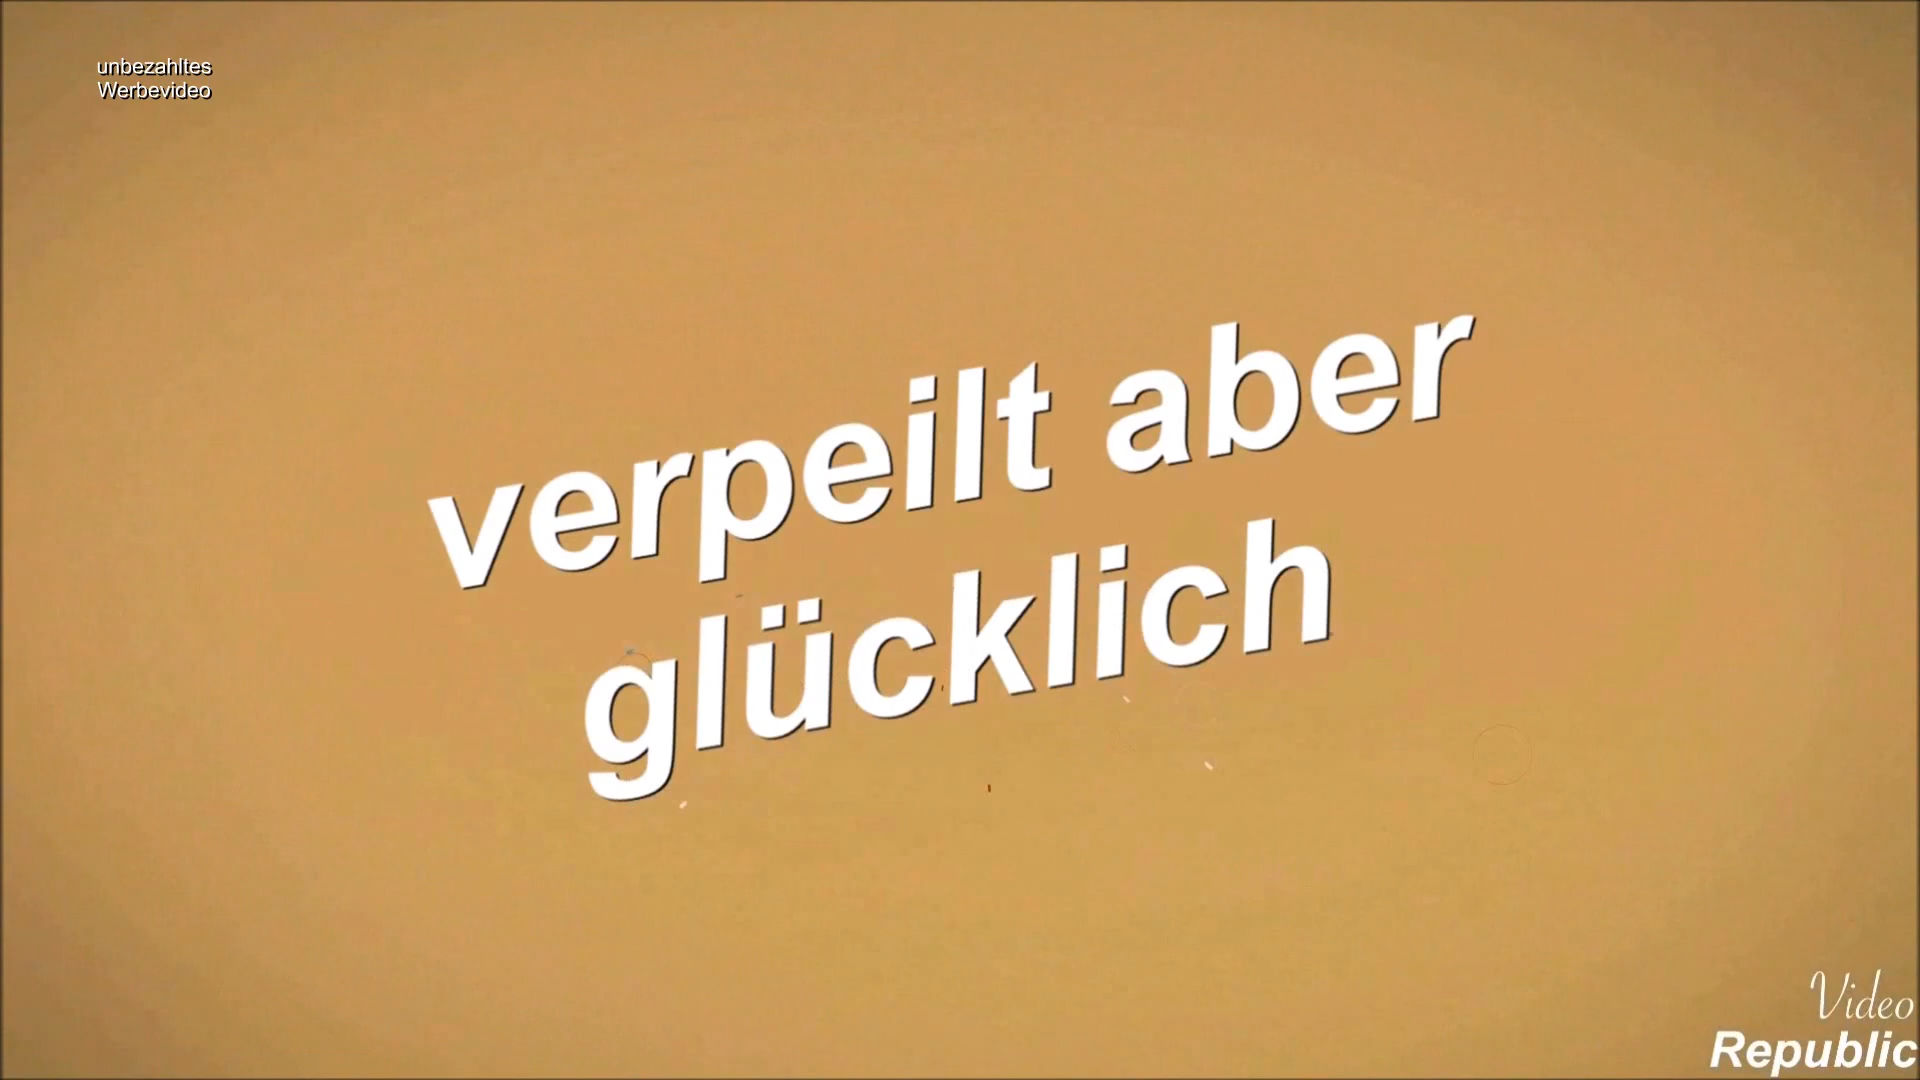 unbezahltes
Werbevideo
verpeilt aber
glücklich
Video
Republic